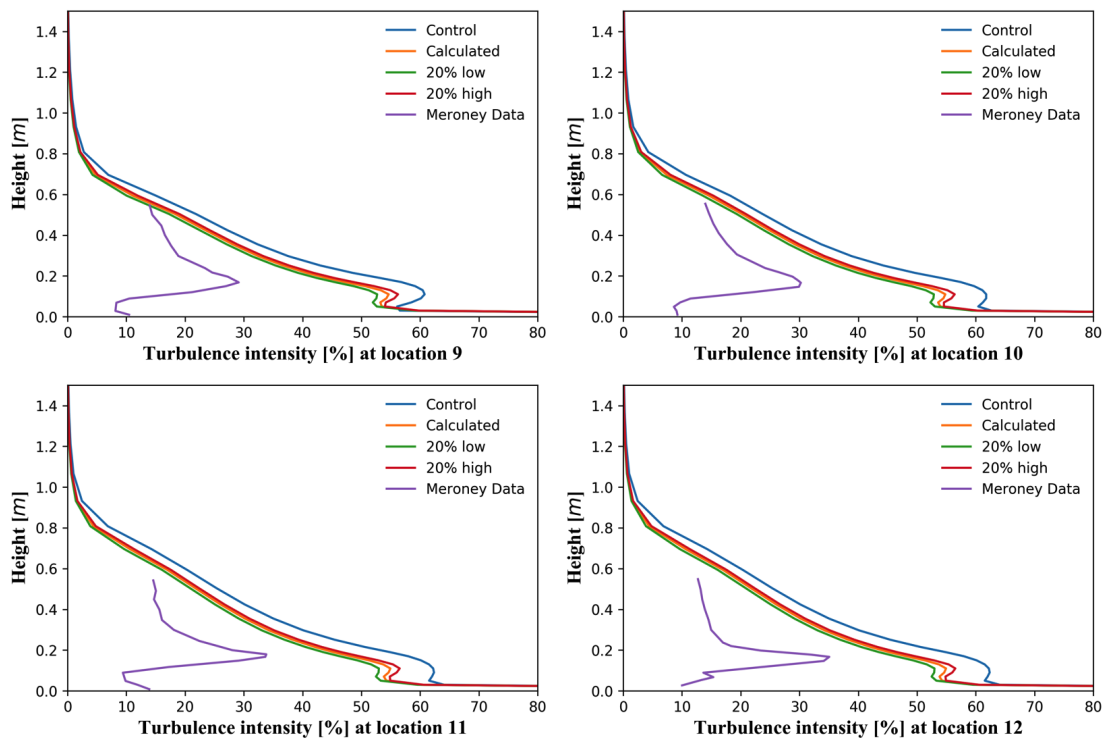 1.4
1.2
1.0
0.8
0.6
0.4
0.2
0.0
Height [m]
Control
Calculated
20% low
20% high
Meroney Data
0 10 20 30 40 50 60 70 80
Turbulence intensity [%] at location 9
1.4
1.2
1.0
0.8
0.6
0.4
0.2
0.0
Height [m]
Control
Calculated
20% low
20% high
Meroney Data
0 10 20 30 40 50 60 70 80
Turbulence intensity [%] at location 10
1.4
1.2
1.0
0.8
0.6
0.4
0.2
0.0
Height [m]
Control
Calculated
20% low
20% high
Meroney Data
0 10 20 30 40 50 60 70 80
Turbulence intensity [%] at location 11
1.4
1.2
1.0
0.8
0.6
0.4
0.2
0.0
Height [m]
Control
Calculated
20% low
20% high
Meroney Data
0 10 20 30 40 50 60 70 80
Turbulence intensity [%] at location 12